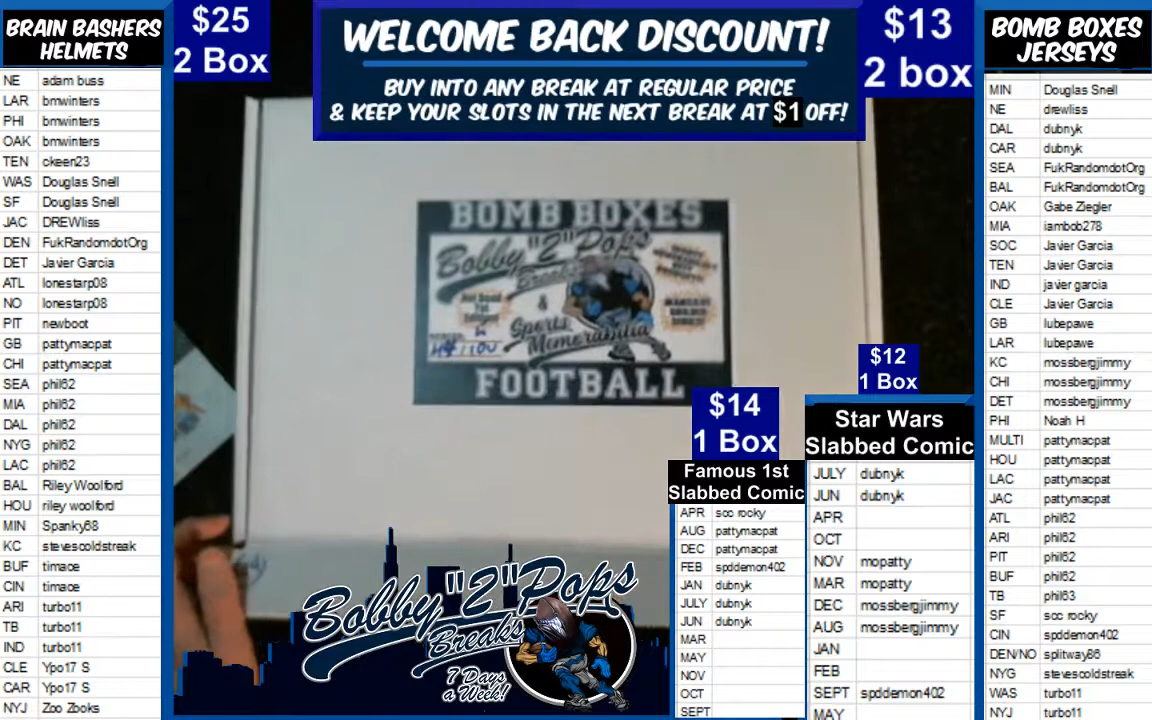 BRAIN BASHERS
HELMETS
NE adam buss
LAR bmwinters
PHI bmwinters
OAK bmwinters
TEN ckeen23
WAS Douglas Snell
SF Douglas Snell
JAC DREWliss
DEN FukRandomdotOrg
DET Javier Garcia
ATL lonestarp08
NO lonestarp08
PIT newboot
GB pattymacpat
CHI pattymacpat
SEA phil62
MIA phil62
DAL phil62
NYG phil62
LAC phil62
BAL Riley Woolford
HOU riley woolford
MIN Spanky68
KC stevescoldstreak
BUF timace
CIN timace
ARI turbo11
TB turbo11
IND turbo11
CLE Ypo17 S
CAR Ypo17 S
NYJ Zoo Zboks
$25
2 Box
WELCOME BACK DISCOUNT!
BUY INTO ANY BREAK AT REGULAR PRICE
& KEEP YOUR SLOTS IN THE NEXT BREAK AT $1 OFF!
$13
2 box
BOMB BOXES
Bobby "2" Pops
Breaks
&
Sports
Memorabilia
FOOTBALL
Bobby "2" Pops
Breaks
7 Days
a Week!
$14
1 Box
Famous 1st
Slabbed Comic
APR scc rocky
AUG pattymacpat
DEC pattymacpat
FEB spddemon402
JAN dubnyk
JULY dubnyk
JUN dubnyk
MAR
MAY
NOV
OCT
SEPT
$12
1 Box
Star Wars
Slabbed Comic
JULY dubnyk
JUN dubnyk
APR
OCT
NOV mopatty
MAR mopatty
DEC mossbergjimmy
AUG mossbergjimmy
JAN
FEB
SEPT spddemon402
MAY
BOMB BOXES
JERSEYS
MIN Douglas Snell
NE drewliss
DAL dubnyk
CAR dubnyk
SEA FukRandomdotOrg
BAL FukRandomdotOrg
OAK Gabe Ziegler
MIA iambob278
SOC Javier Garcia
TEN Javier Garcia
IND javier garcia
CLE Javier Garcia
GB lubepawe
LAR lubepawe
KC mossbergjimmy
CHI mossbergjimmy
DET mossbergjimmy
PHI Noah H
MULTI pattymacpat
HOU pattymacpat
LAC pattymacpat
JAC pattymacpat
ATL phil62
ARI phil62
PIT phil62
BUF phil62
TB phil63
SF scc rocky
CIN spddemon402
DEN/NO splitway86
NYG stevescoldstreak
WAS turbo11
NYJ turbo11